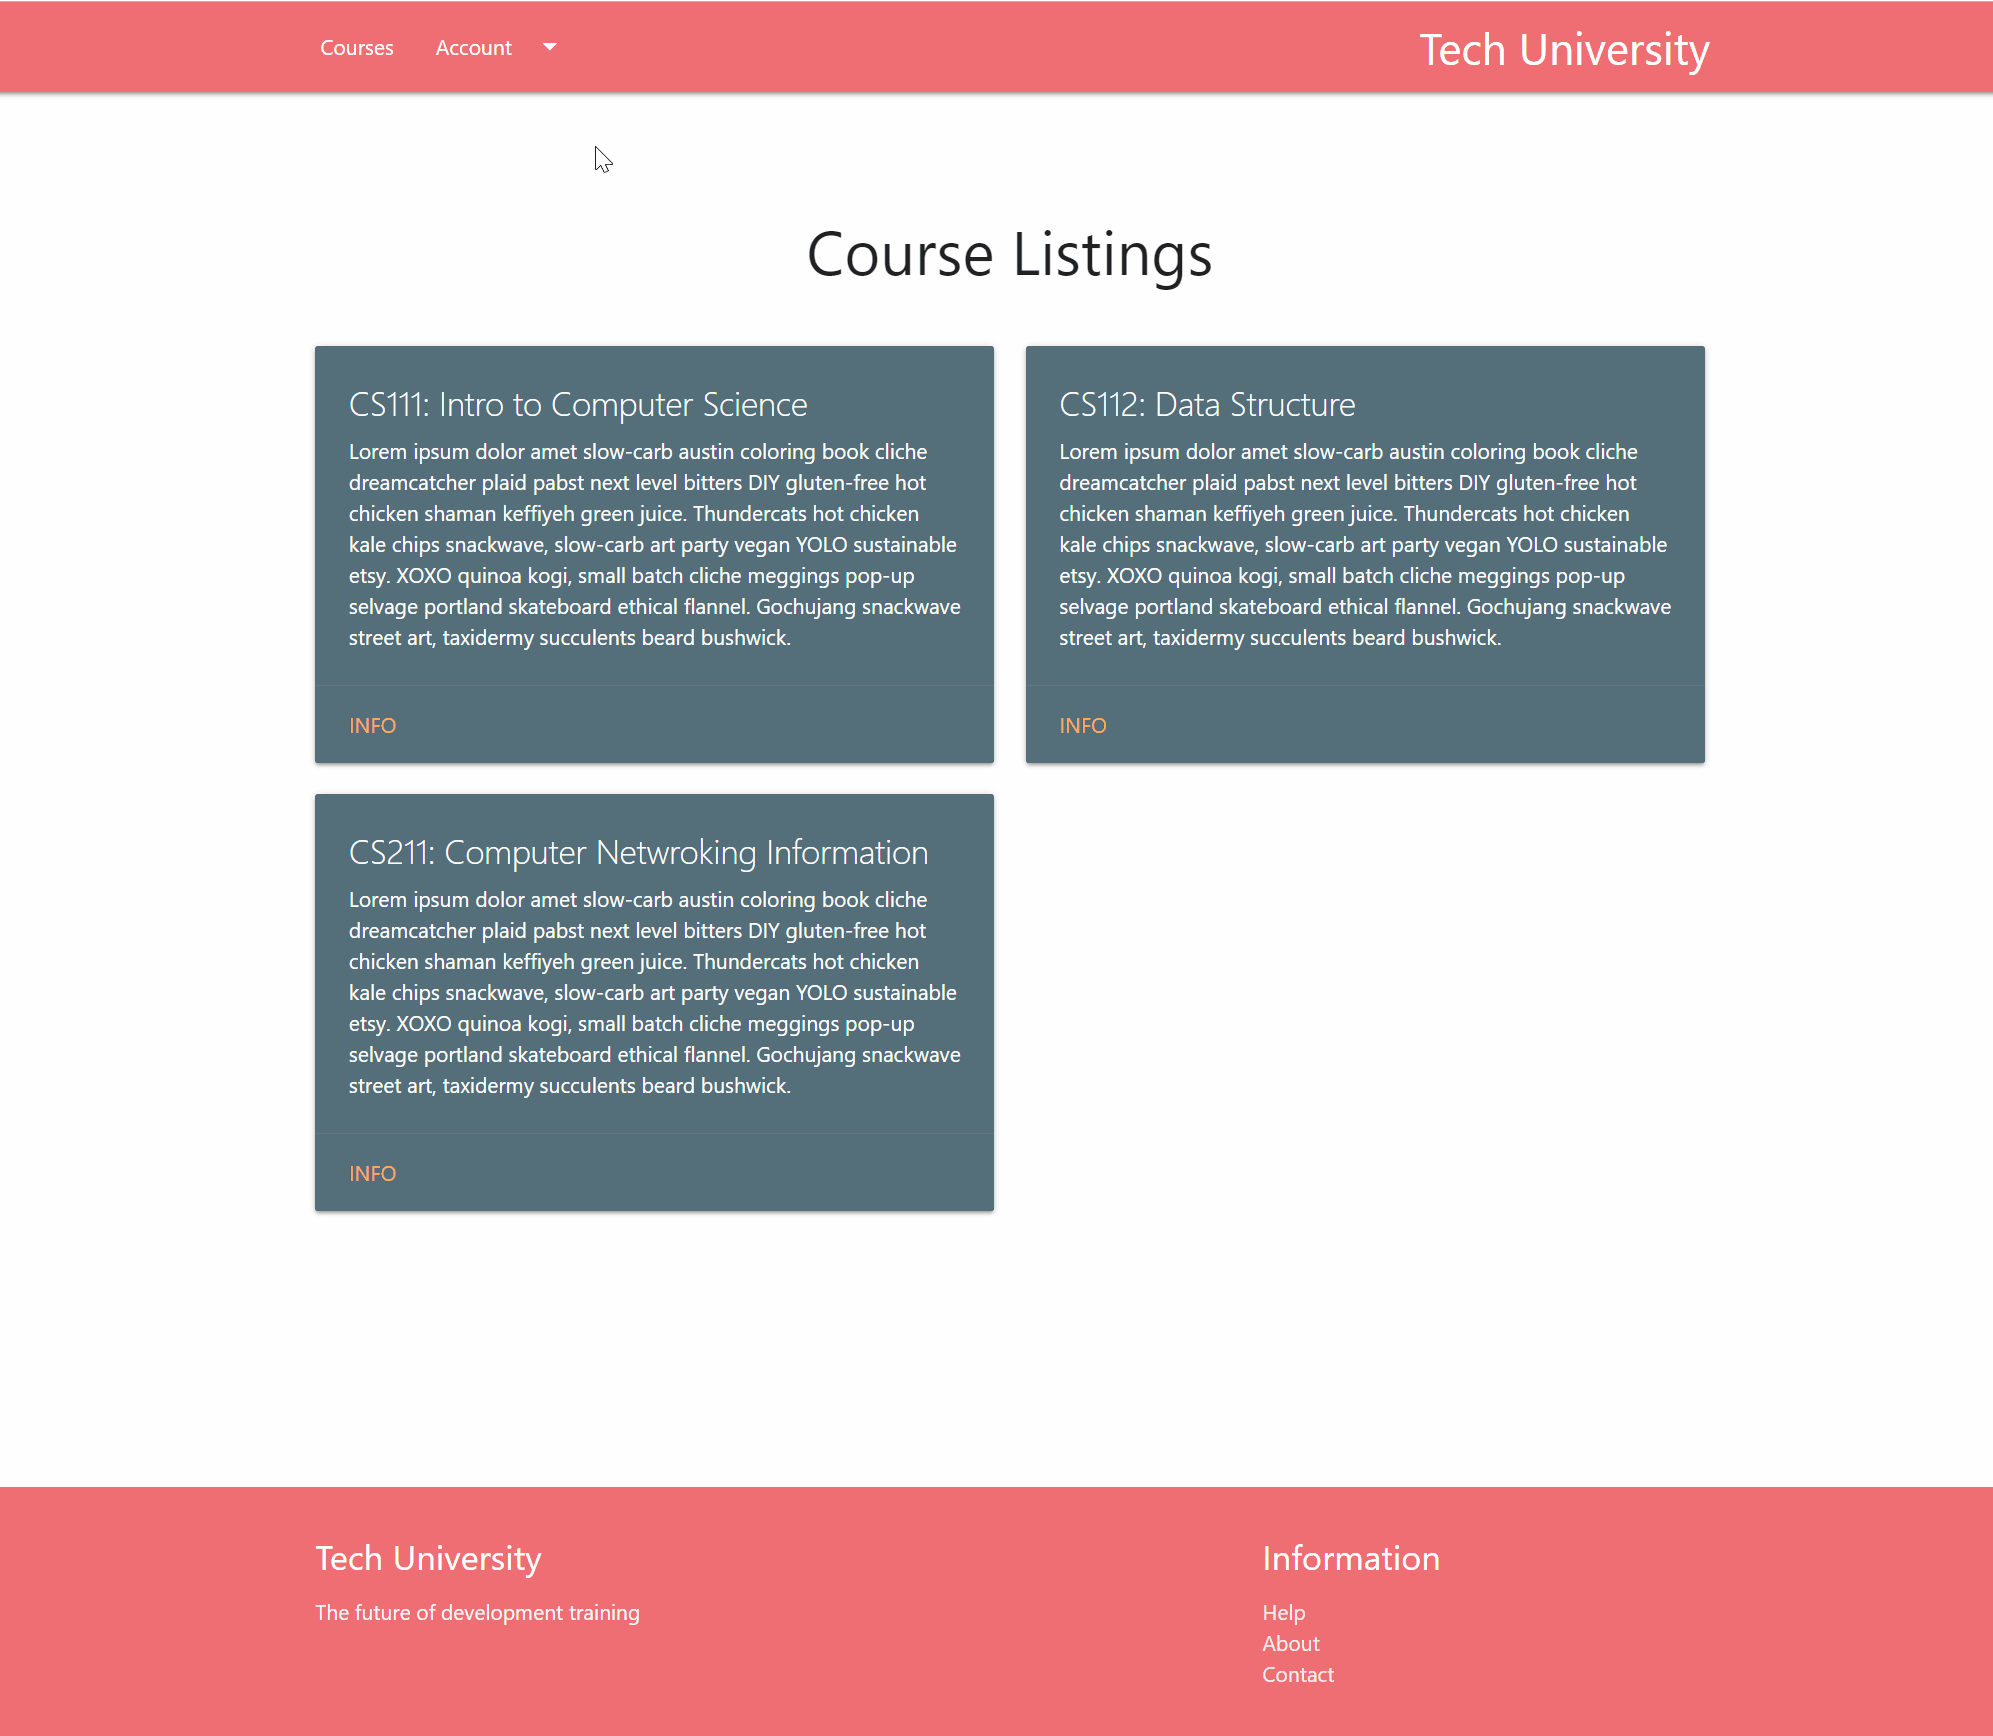 Courses Account Tech University
Course Listings
CS111: Intro to Computer Science
Lorem ipsum dolor amet slow-carb austin coloring book cliche
dreamcatcher plaid pabst next level bitters DIY gluten-free hot
chicken shaman keffiyeh green juice. Thundercats hot chicken
kale chips snackwave, slow-carb art party vegan YOLO sustainable
etsy. XOXO quinoa kogi, small batch cliche meggings pop-up
selvage portland skateboard ethical flannel. Gochujang snackwave
street art, taxidermy succulents beard bushwick.
INFO
CS112: Data Structure
Lorem ipsum dolor amet slow-carb austin coloring book cliche
dreamcatcher plaid pabst next level bitters DIY gluten-free hot
chicken shaman keffiyeh green juice. Thundercats hot chicken
kale chips snackwave, slow-carb art party vegan YOLO sustainable
etsy. XOXO quinoa kogi, small batch cliche meggings pop-up
selvage portland skateboard ethical flannel. Gochujang snackwave
street art, taxidermy succulents beard bushwick.
INFO
CS211: Computer Netwroking Information
Lorem ipsum dolor amet slow-carb austin coloring book cliche
dreamcatcher plaid pabst next level bitters DIY gluten-free hot
chicken shaman keffiyeh green juice. Thundercats hot chicken
kale chips snackwave, slow-carb art party vegan YOLO sustainable
etsy. XOXO quinoa kogi, small batch cliche meggings pop-up
selvage portland skateboard ethical flannel. Gochujang snackwave
street art, taxidermy succulents beard bushwick.
INFO
Tech University
The future of development training
Information
Help
About
Contact